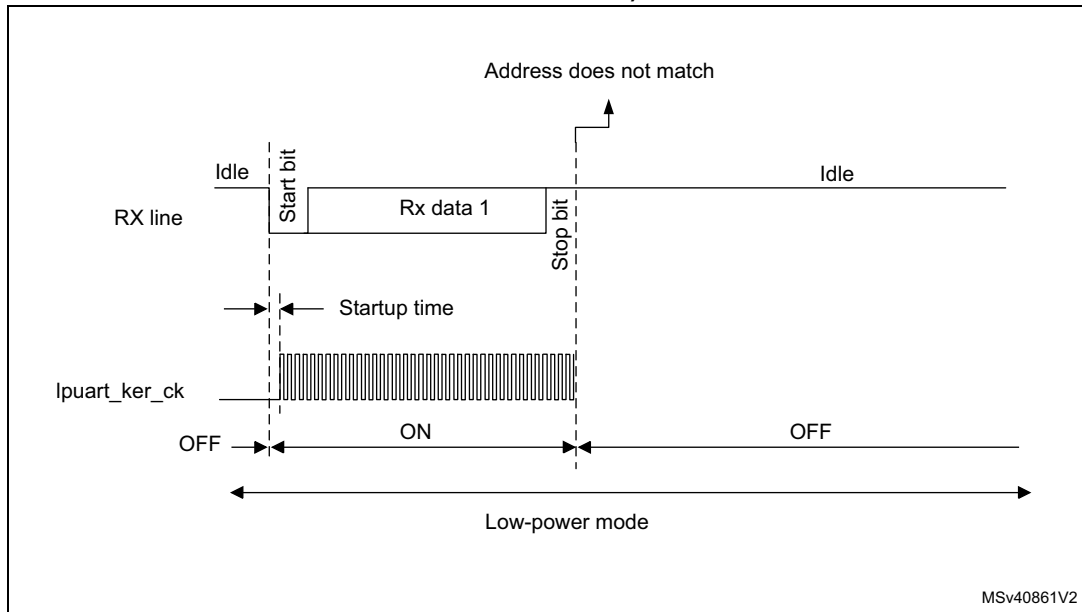 Address does not match
Idle
Start bit
Idle
RX line
Rx data 1
Stop bit
Startup time
lpuart_ker_ck
OFF
ON
OFF
Low-power mode
MSv40861V2